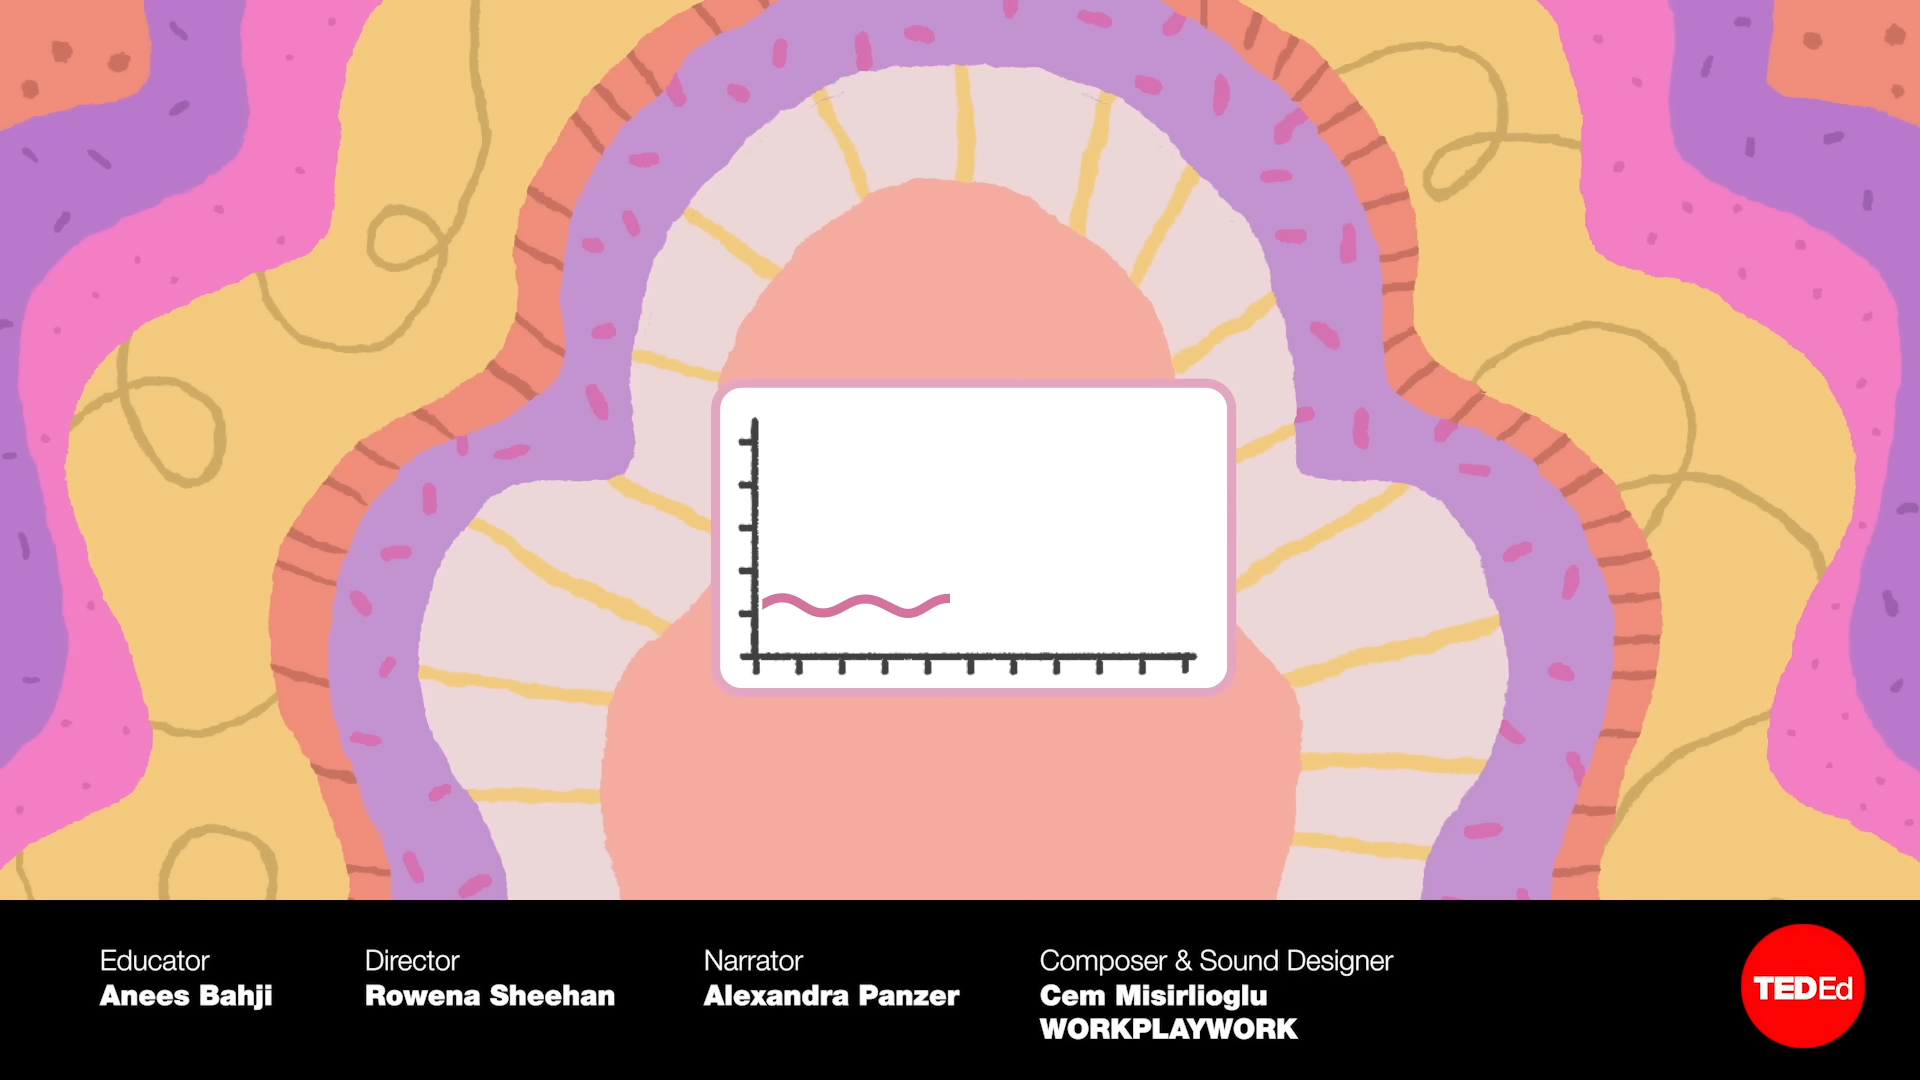 Educator
Anees Bahji
Director
Rowena Sheehan
Narrator
Alexandra Panzer
Composer & Sound Designer
Cem Misirlioglu
WORKPLAYWORK
TEDEd